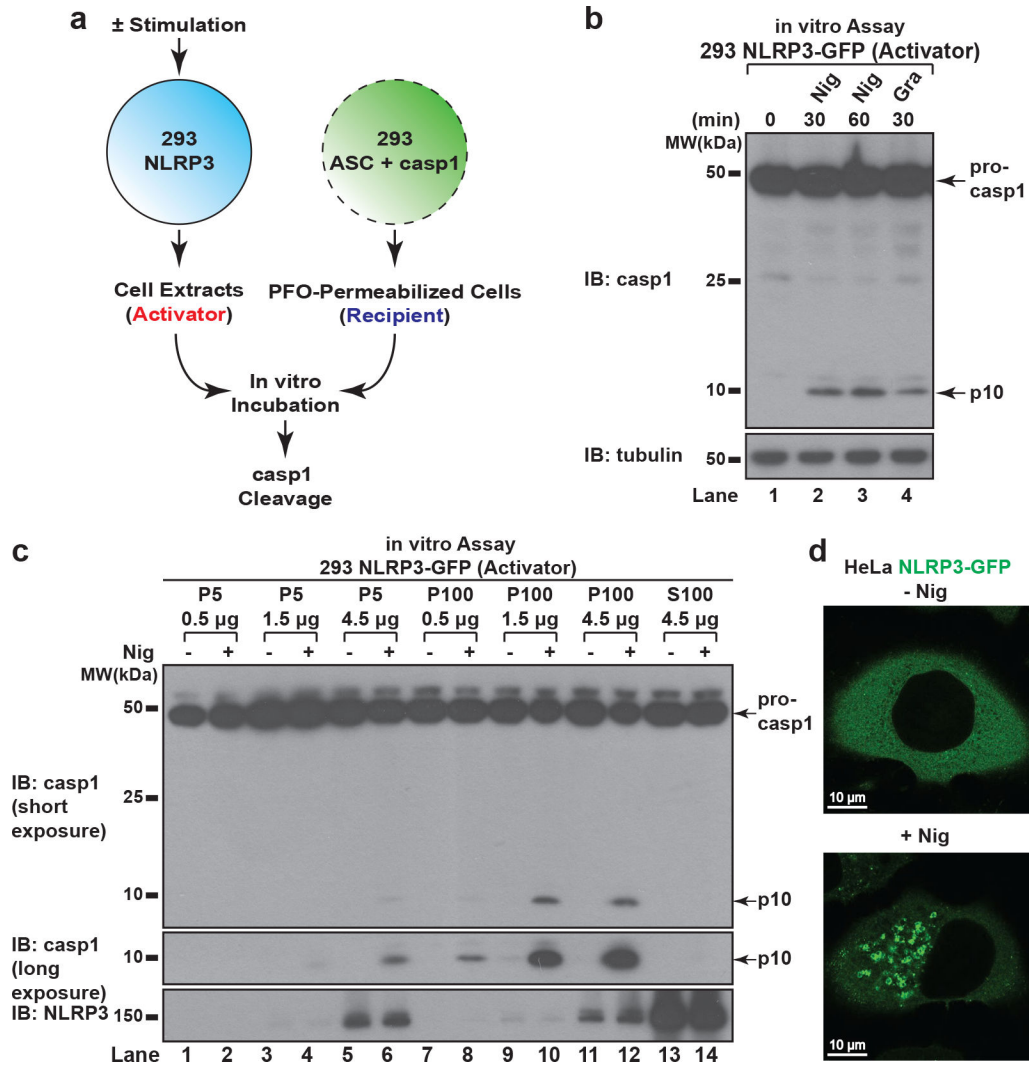 a
± Stimulation
293
NLRP3
293
ASC + casp1
Cell Extracts
(Activator)
PFO-Permeabilized Cells
(Recipient)
In vitro
Incubation
casp1
Cleavage
b
in vitro Assay
293 NLRP3-GFP (Activator)
Nig Nig Gra
(min) 0 30 60 30
MW(kDa)
50
pro-
casp1
IB: casp1 25
10 p10
IB: tubulin 50
Lane 1 2 3 4
c
in vitro Assay
293 NLRP3-GFP (Activator)
P5 P5 P5 P100 P100 P100 S100
0.5 μg 1.5 μg 4.5 μg 0.5 μg 1.5 μg 4.5 μg 4.5 μg
Nig - + - + - + - + - + - + - +
MW(kDa)
50
pro-
casp1
IB: casp1
(short
exposure)
25
10 p10
IB: casp1
(long
exposure)
10 p10
IB: NLRP3 150
Lane 1 2 3 4 5 6 7 8 9 10 11 12 13 14
d
HeLa NLRP3-GFP
- Nig
10 μm
+ Nig
10 μm